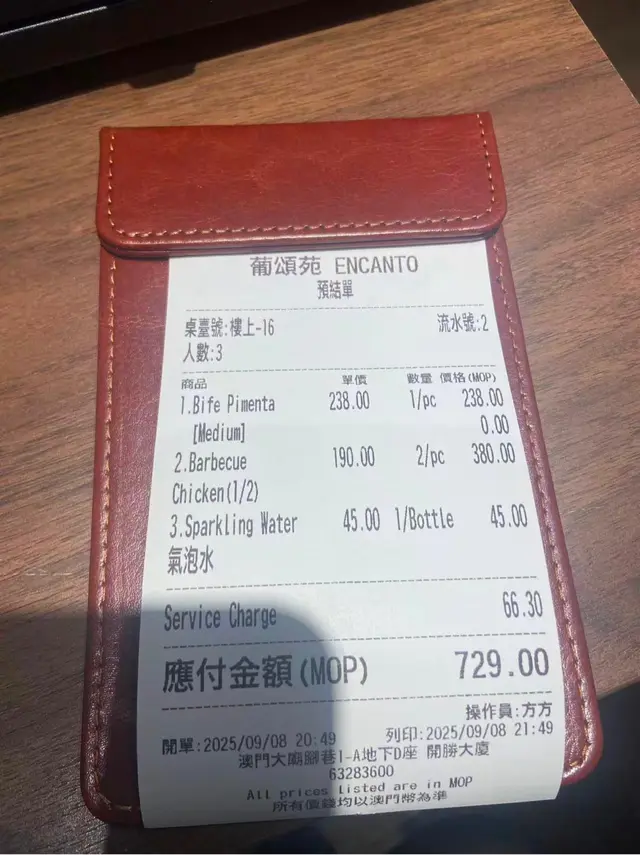 葡頌苑 ENCANTO
預結單
桌臺號:樓上-16 流水號:2
人數:3
商品 單價 數量 價格(MOP)
1.Bife Pimenta 238.00 1/pc 238.00
[Medium] 0.00
2.Barbecue 190.00 2/pc 380.00
Chicken(1/2)
3.Sparkling Water 45.00 1/Bottle 45.00
氣泡水
Service Charge 66.30
應付金額(MOP) 729.00
操作員:方方
開單:2025/09/08 20:49 列印:2025/09/08 21:49
澳門大廟腳巷1-A地下D座 開勝大廈
63283600
All prices listed are in MOP
所有價錢均以澳門幣為準